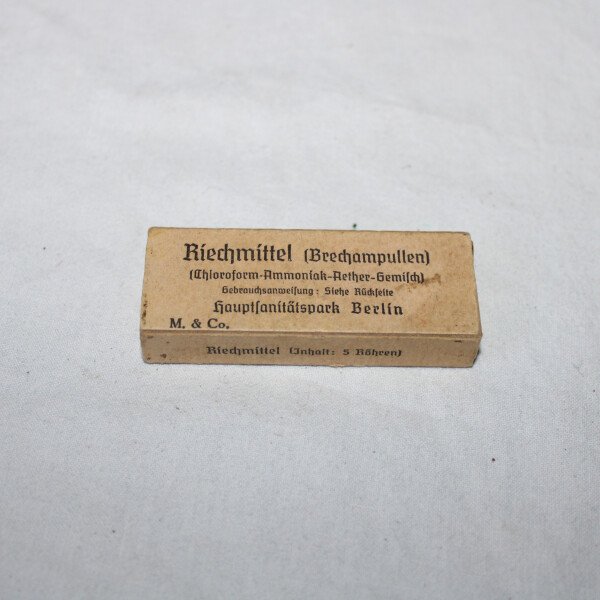 Riechmittel (Brechampullen)
(Chloroform-Ammoniak-Aether-Gemisch)
Gebrauchsanweisung: Siehe Rückseite
Hauptsanitätspark Berlin
M. & Co.
Riechmittel (Inhalt: 5 Röhren)